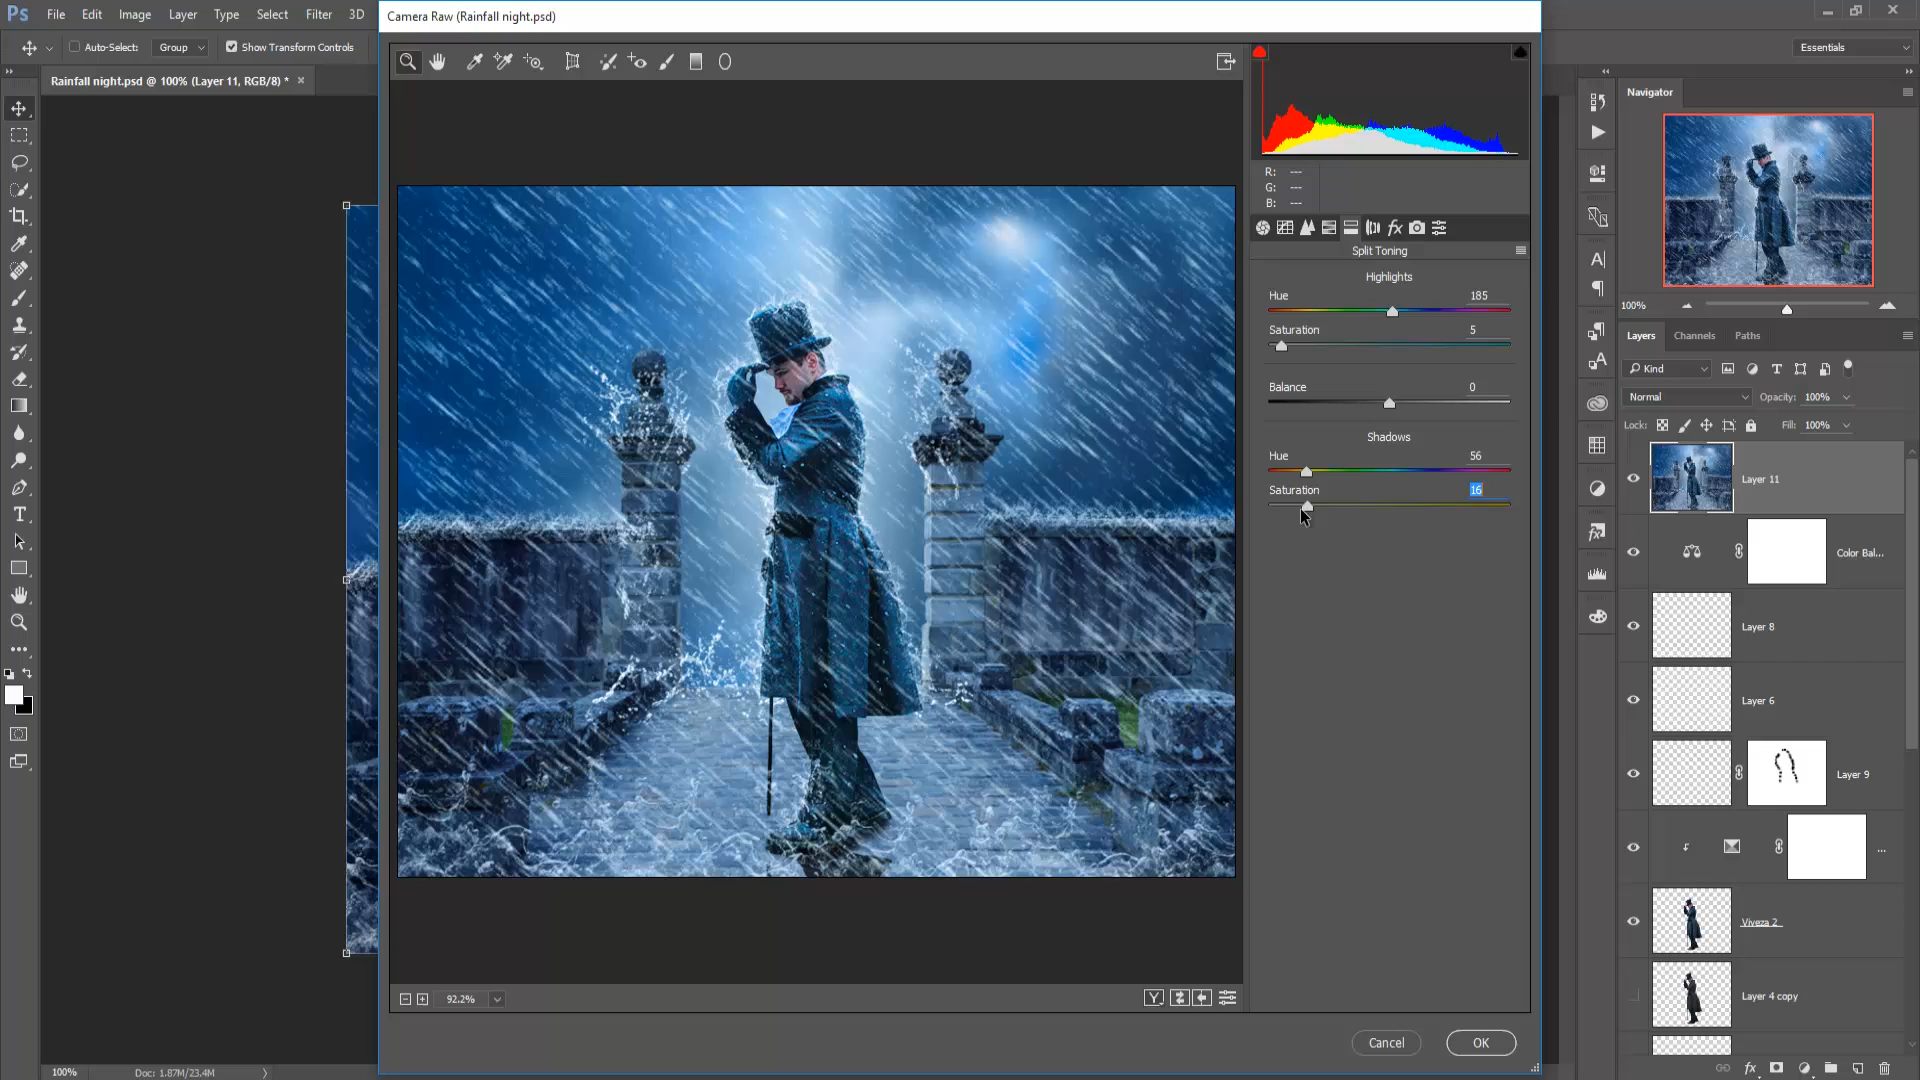 Ps File Edit Image Layer Type Select Filter 3D
Camera Raw (Rainfall night.psd)
Auto-Select: Group Show Transform Controls
Essentials
Rainfall night.psd @ 100% (Layer 11, RGB/8) *
Navigator
R: ---
G: ---
B: ---
Split Toning
Highlights
Hue 185
Saturation 5
Balance 0
Shadows
Hue 56
Saturation 16
100%
Layers Channels Paths
Kind
Normal Opacity: 100%
Lock: Fill: 100%
Layer 11
Color Bal...
Layer 8
Layer 6
Layer 9
...
Viveza 2
Layer 4 copy
92.2%
Cancel OK
100% Doc: 1.87M/23.4M